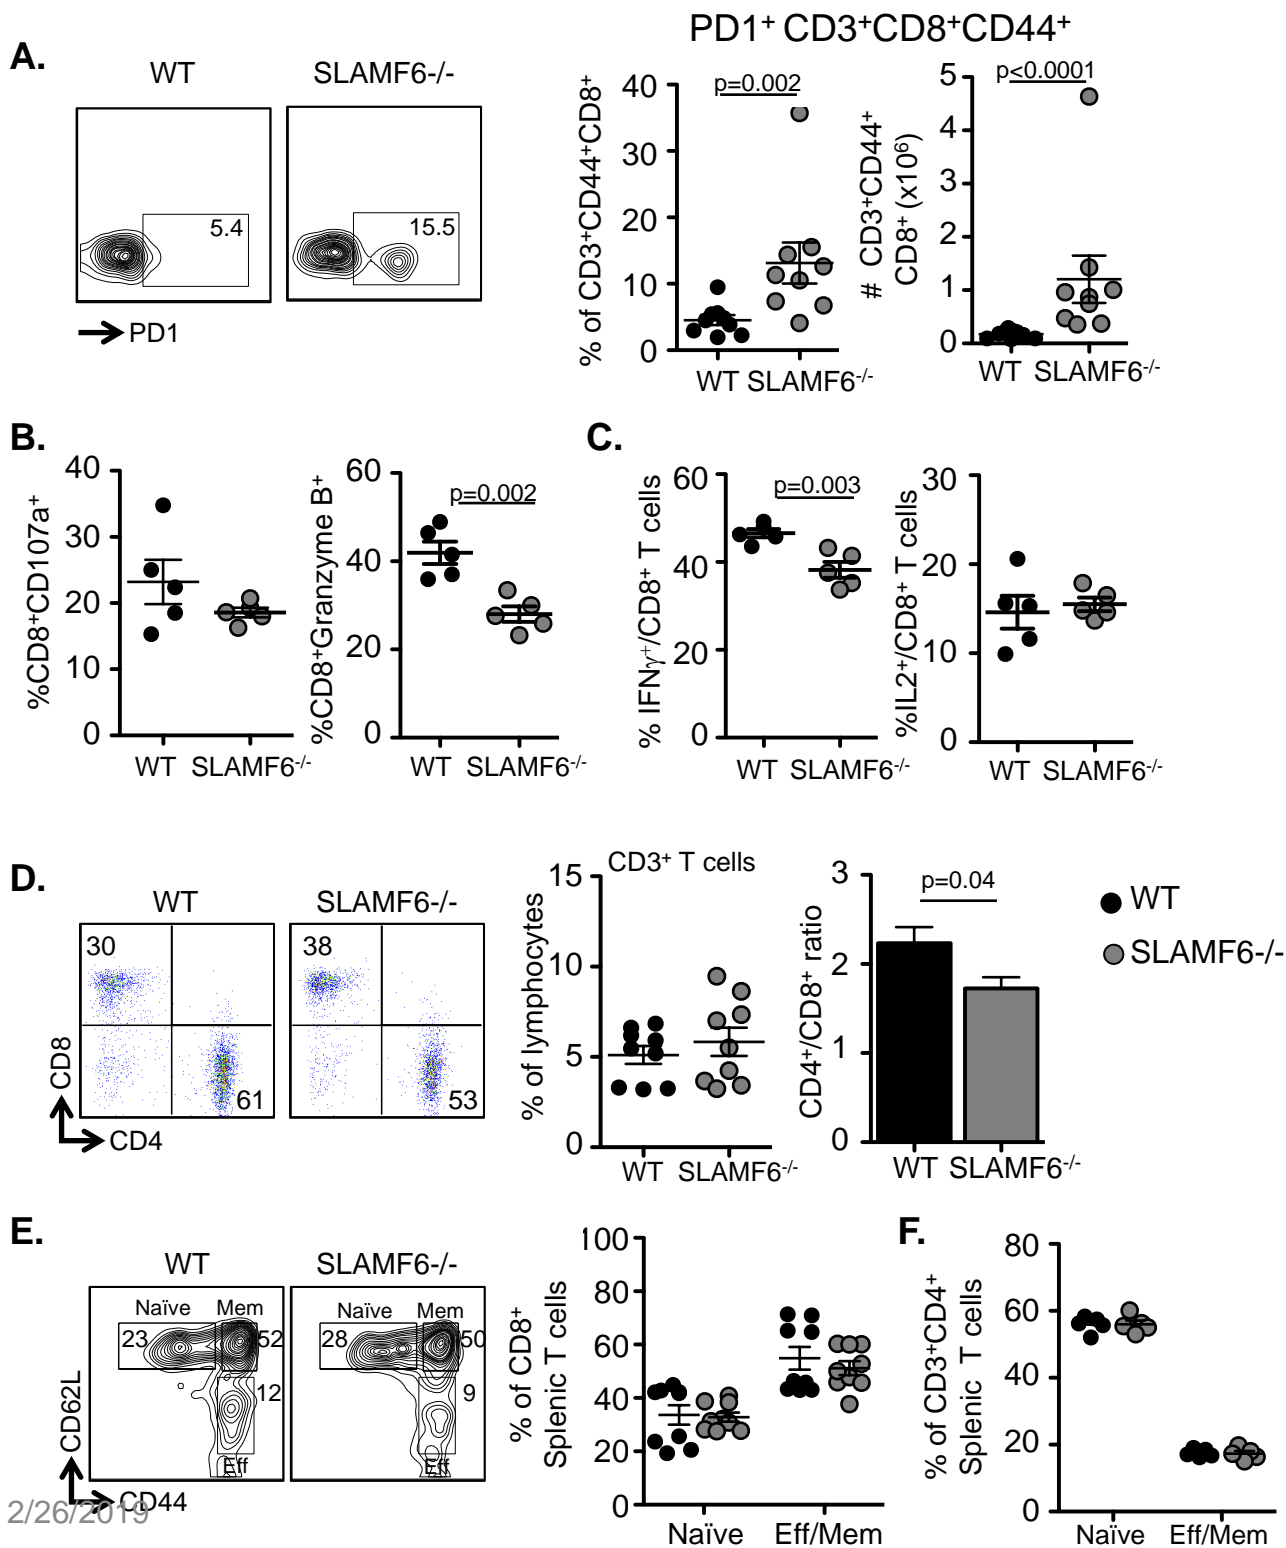 PD1⁺ CD3⁺CD8⁺CD44⁺
A.
WT
SLAMF6-/-
5.4
15.5
PD1
% of CD3⁺CD44⁺CD8⁺
40
30
20
10
0
p=0.002
WT SLAMF6⁻/⁻
# CD3⁺CD44⁺
CD8⁺ (x10⁶)
5
4
3
2
1
0
p<0.0001
WT SLAMF6⁻/⁻
B.
%CD8⁺CD107a⁺
40
30
20
10
0
WT SLAMF6⁻/⁻
%CD8⁺Granzyme B⁺
60
40
20
0
p=0.002
WT SLAMF6⁻/⁻
C.
% IFNγ⁺/CD8⁺ T cells
60
40
20
0
p=0.003
WT SLAMF6⁻/⁻
%IL2⁺/CD8⁺ T cells
30
20
10
0
WT SLAMF6⁻/⁻
D.
WT
SLAMF6-/-
30
61
38
53
CD8
CD4
CD3⁺ T cells
% of lymphocytes
15
10
5
0
WT SLAMF6⁻/⁻
CD4⁺/CD8⁺ ratio
3
2
1
0
p=0.04
WT SLAMF6⁻/⁻
WT
SLAMF6-/-
E.
WT
SLAMF6-/-
Naïve Mem
23
52
12
Eff
Naïve Mem
28
50
9
Eff
CD62L
CD44
% of CD8⁺
Splenic T cells
100
80
60
40
20
0
Naïve Eff/Mem
F.
% of CD3⁺CD4⁺
Splenic T cells
80
60
40
20
0
Naïve Eff/Mem
2/26/2019